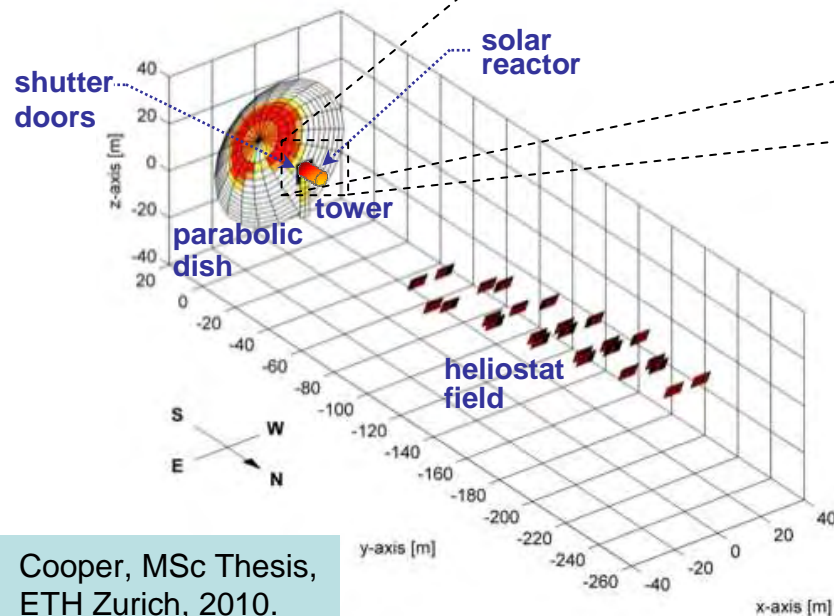 solar
reactor
shutter
doors
tower
parabolic
dish
heliostat
field
z-axis [m]
40
20
0
-20
-40
20
0
-20
-40
-60
-80
-100
-120
-140
-160
-180
-200
-220
-240
-260
y-axis [m]
-40
-20
0
20
40
x-axis [m]
S
W
E
N
Cooper, MSc Thesis,
ETH Zurich, 2010.